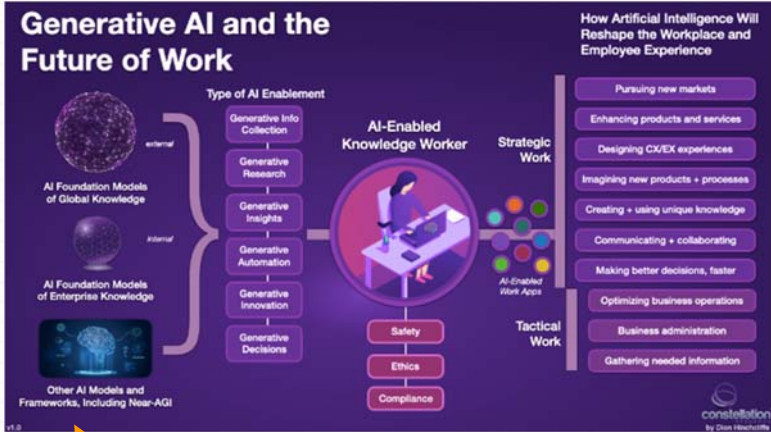 Generative AI and the
Future of Work
How Artificial Intelligence Will
Reshape the Workplace and
Employee Experience
Type of AI Enablement
external
AI Foundation Models
of Global Knowledge
internal
AI Foundation Models
of Enterprise Knowledge
Other AI Models and
Frameworks, Including Near-AGI
Generative Info
Collection
Generative
Research
Generative
Insights
Generative
Automation
Generative
Innovation
Generative
Decisions
AI-Enabled
Knowledge Worker
Safety
Ethics
Compliance
AI-Enabled
Work Apps
Strategic
Work
Pursuing new markets
Enhancing products and services
Designing CX/EX experiences
Imagining new products + processes
Creating + using unique knowledge
Communicating + collaborating
Making better decisions, faster
Tactical
Work
Optimizing business operations
Business administration
Gathering needed information
v1.0
constellation
by Dion Hinchcliffe